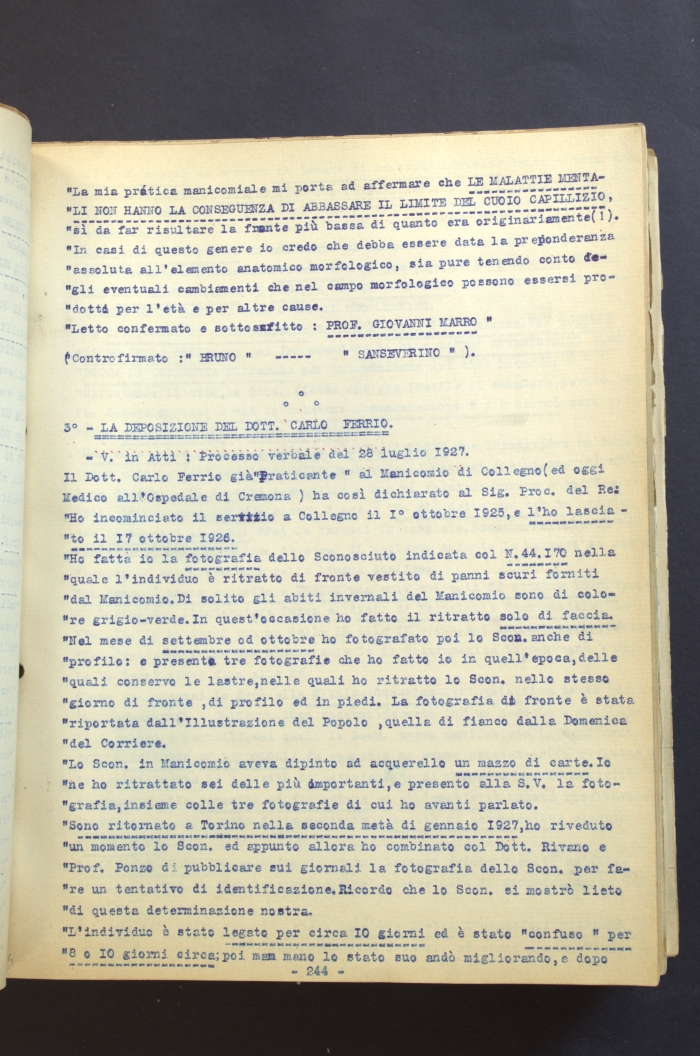 "La mia prática manicomiale mi porta ad affermare che LE MALATTIE MENTA-
"LI NON HANNO LA CONSEGUENZA DI ABBASSARE IL LIMITE DEL CUOIO CAPILLIZIO,
"sì da far risultare la fronte più bassa di quanto era originariamente(!).
"In casi di questo genere io credo che debba essere data la preponderanza
"assoluta all'elemento anatomico morfologico, sia pure tenendo conto de-
"gli eventuali cambiamenti che nel campo morfologico possono essersi pro-
"dotti per l'età e per altre cause.
"Letto confermato e sottoscritto : PROF. GIOVANNI MARRO "
(Controfirmato :" BRUNO " ----- " SANSEVERINO " ).
3° - LA DEPOSIZIONE DEL DOTT. CARLO FERRIO.
- V. in Atti : Processo verbale del 28 luglio 1927.
Il Dott. Carlo Ferrio già"Praticante " al Manicomio di Collegno(ed oggi
Medico all'Ospedale di Cremona ) ha così dichiarato al Sig. Proc. del Re:
"Ho incominciato il servizio a Collegno il I° ottobre I925,e l'ho lascia -
"to il I7 ottobre I926.
"Ho fatta io la fotografia dello Sconosciuto indicata col N.44.I70 nella
"quale l'individuo è ritratto di fronte vestito di panni scuri forniti
"dal Manicomio.Di solito gli abiti invernali del Manicomio sono di colo-
"re grigio-verde.In quest'occasione ho fatto il ritratto solo di faccia.
"Nel mese di settembre od ottobre ho fotografato poi lo Scon.anche di
"profilo: e presento tre fotografie che ho fatto io in quell'epoca,delle
"quali conservo le lastre,nelle quali ho ritratto lo Scon. nello stesso
"giorno di fronte ,di profilo ed in piedi. La fotografia di fronte è stata
"riportata dall'Illustrazione del Popolo ,quella di fianco dalla Domenica
"del Corriere.
"Lo Scon. in Manicomio aveva dipinto ad acquerello un mazzo di carte.Io
"ne ho ritrattato sei delle più importanti,e presento alla S.V. la foto-
"grafia,insieme colle tre fotografie di cui ho avanti parlato.
"Sono ritornato a Torino nella seconda metà di gennaio I927,ho riveduto
"un momento lo Scon. ed appunto allora ho combinato col Dott. Rivano e
"Prof. Ponzo di pubblicare sui giornali la fotografia dello Scon. per fa-
"re un tentativo di identificazione.Ricordo che lo Scon. si mostrò lieto
"di questa determinazione nostra.
"L'individuo è stato legato per circa IO giorni ed è stato "confuso " per
"8 o IO giorni circa;poi mam mano lo stato suo andò migliorando,e dopo
- 244 -